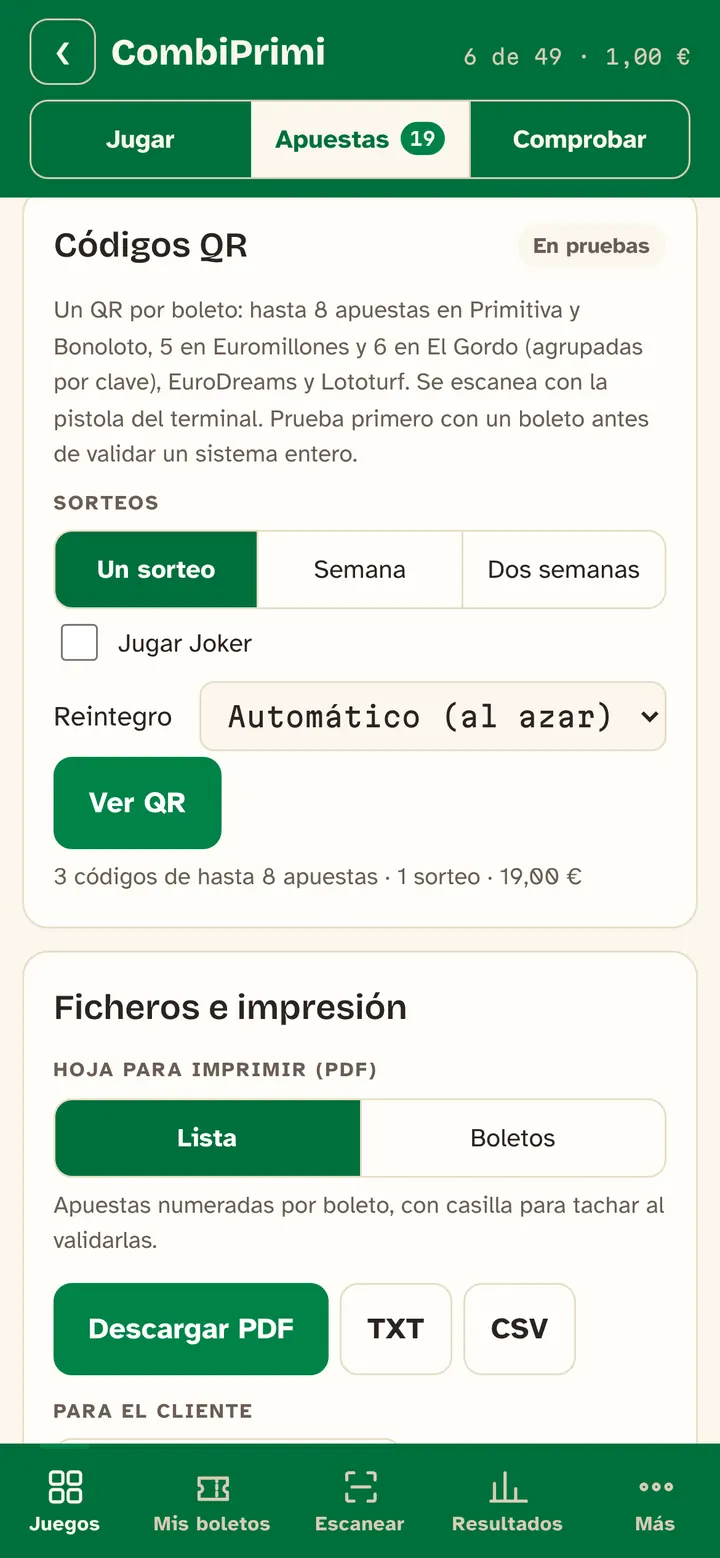 CombiPrimi
6 de 49 · 1,00 €
Jugar
Apuestas 19
Comprobar
Códigos QR
En pruebas
Un QR por boleto: hasta 8 apuestas en Primitiva y
Bonoloto, 5 en Euromillones y 6 en El Gordo (agrupadas
por clave), EuroDreams y Lototurf. Se escanea con la
pistola del terminal. Prueba primero con un boleto antes
de validar un sistema entero.
SORTEOS
Un sorteo
Semana
Dos semanas
Jugar Joker
Reintegro
Automático (al azar)
Ver QR
3 códigos de hasta 8 apuestas · 1 sorteo · 19,00 €
Ficheros e impresión
HOJA PARA IMPRIMIR (PDF)
Lista
Boletos
Apuestas numeradas por boleto, con casilla para tachar al
validarlas.
Descargar PDF
TXT
CSV
PARA EL CLIENTE
Juegos
Mis boletos
Escanear
Resultados
Más